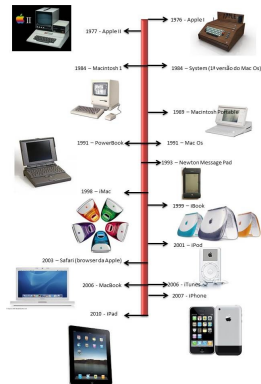 1976 – Apple I
1977 - Apple II
1984 – Macintosh 1
1984 – System (1ª versão do Mac Os)
1989 – Macintosh Portable
1991 – PowerBook
1991 – Mac Os
1993 – Newton Message Pad
1998 – iMac
1999 – iBook
2001 – iPod
2003 – Safari (browser da Apple)
2006 - MacBook
2006 - iTunes
2007 - IPhone
2010 - iPad